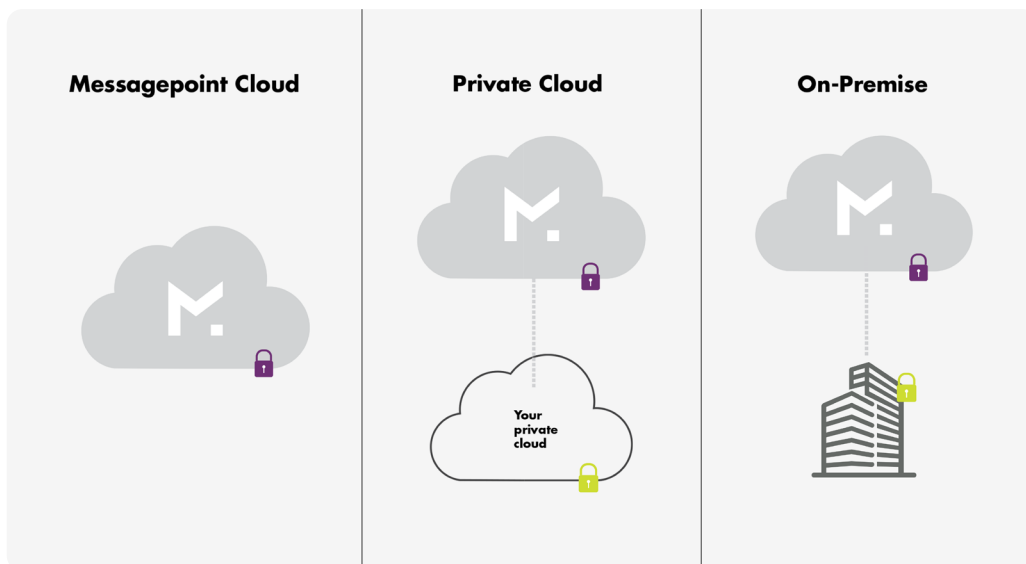 Messagepoint Cloud
Private Cloud
On-Premise
M.
M.
M.
Your
private
cloud